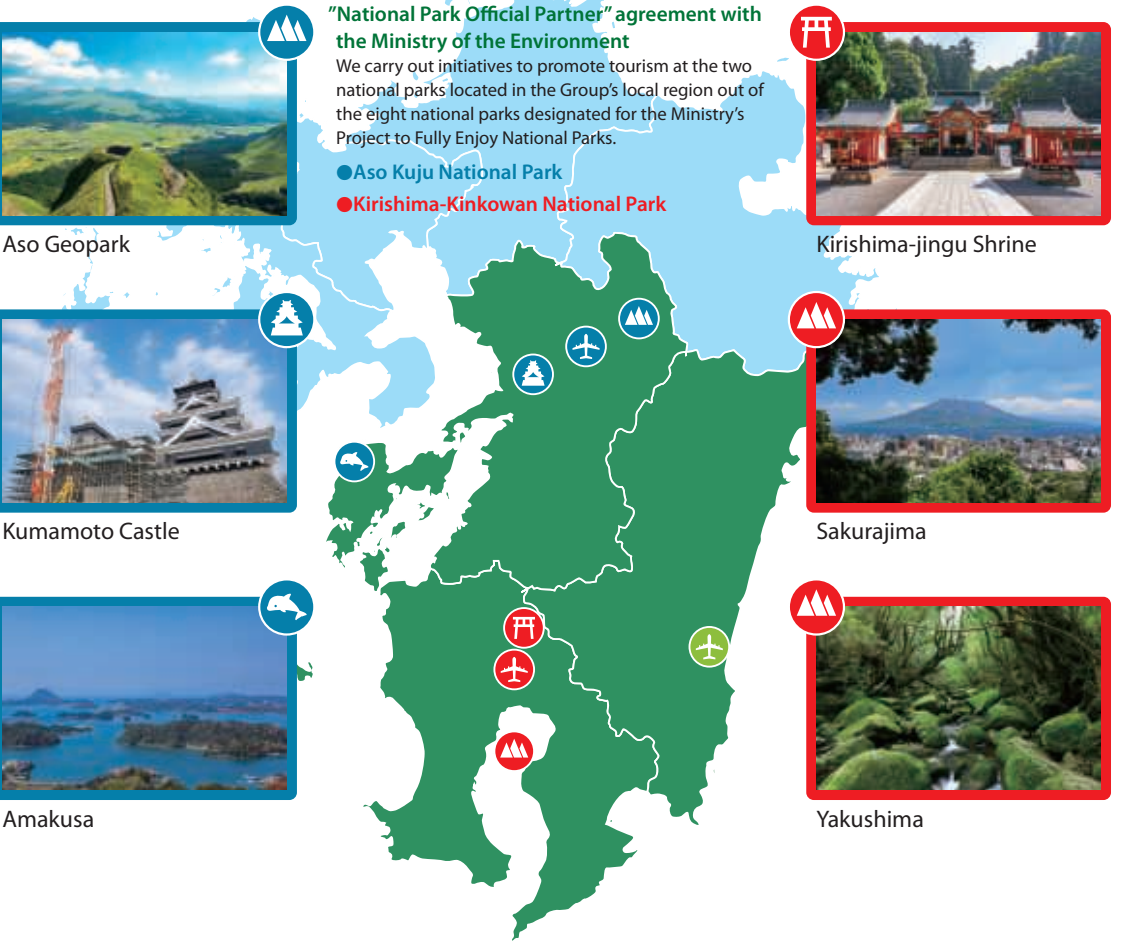 "National Park Official Partner" agreement with
the Ministry of the Environment
We carry out initiatives to promote tourism at the two
national parks located in the Group's local region out of
the eight national parks designated for the Ministry's
Project to Fully Enjoy National Parks.
●Aso Kuju National Park
●Kirishima-Kinkowan National Park
Aso Geopark
Kirishima-jingu Shrine
Kumamoto Castle
Sakurajima
Amakusa
Yakushima